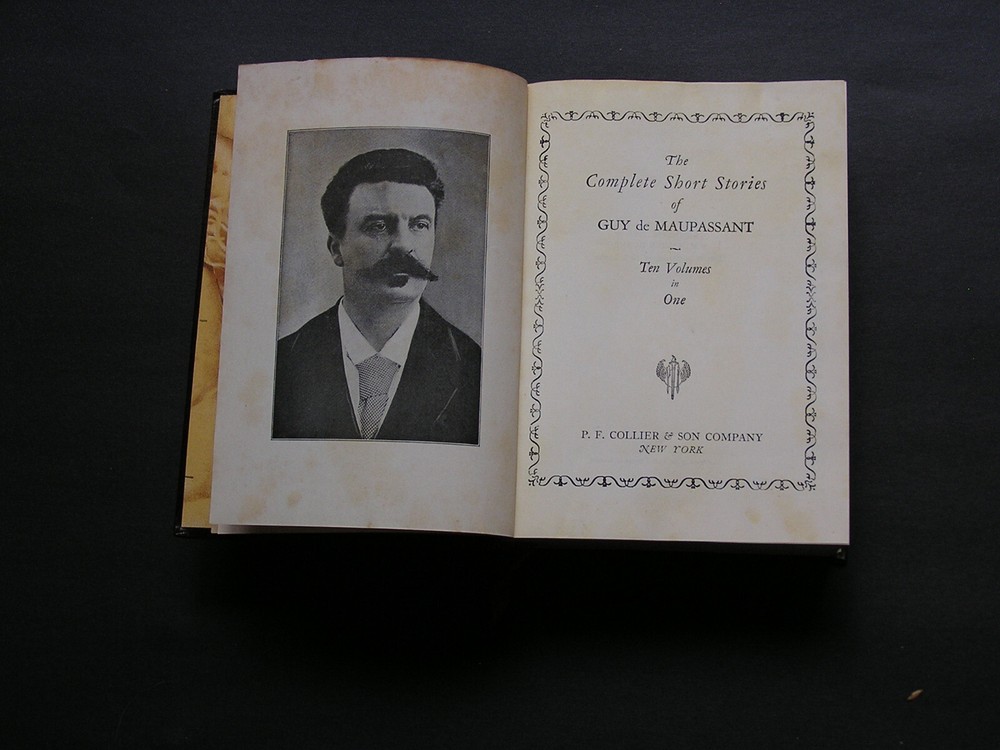 The
Complete Short Stories
of
GUY de MAUPASSANT
Ten Volumes
in
One
P. F. COLLIER & SON COMPANY
NEW YORK